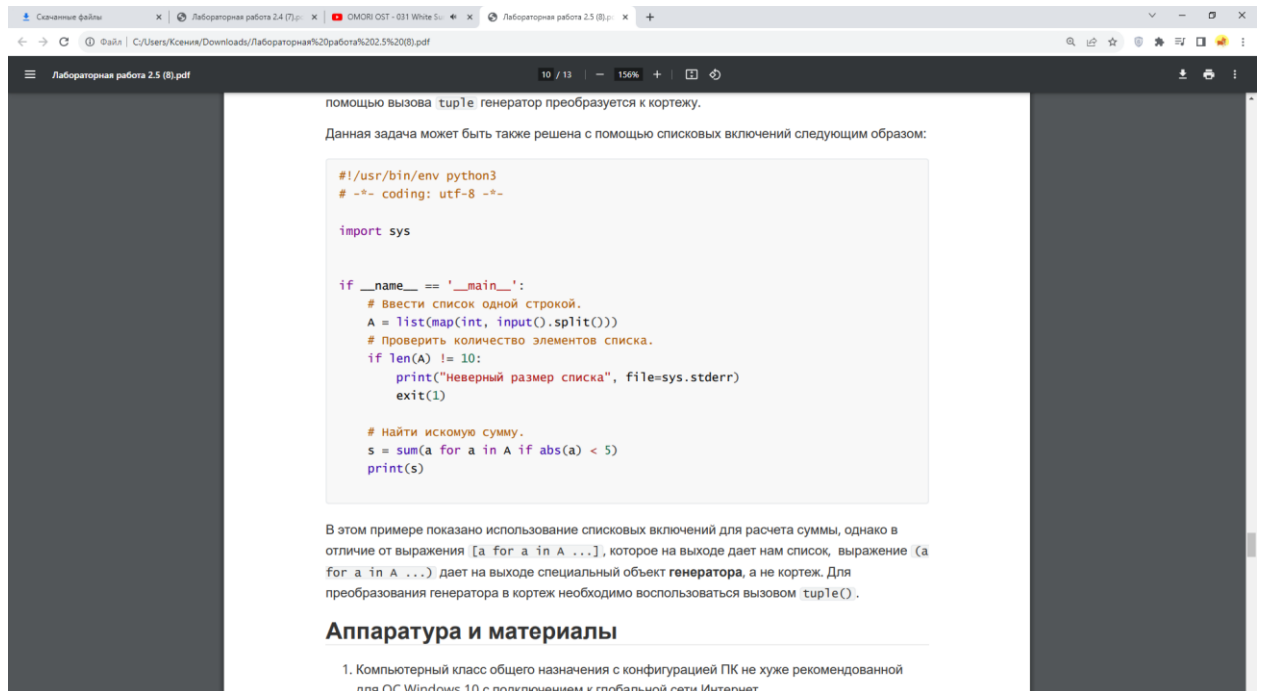 Скачанные файлы
Лабораторная работа 2.4 (7).p
OMORI OST - 031 White
Лабораторная работа 2.5 (8).p
Файл | C:/Users/Ксения/Downloads/Лабораторная%20работа%202.5%20(8).pdf
Лабораторная работа 2.5 (8).pdf
10 / 13
156%
помощью вызова tuple генератор преобразуется к кортежу.
Данная задача может быть также решена с помощью списковых включений следующим образом:
#!/usr/bin/env python3
# -*- coding: utf-8 -*-
import sys
if __name__ == '__main__':
# Ввести список одной строкой.
A = list(map(int, input().split()))
# Проверить количество элементов списка.
if len(A) != 10:
print("Неверный размер списка", file=sys.stderr)
exit(1)
# Найти искомую сумму.
s = sum(a for a in A if abs(a) < 5)
print(s)
В этом примере показано использование списковых включений для расчета суммы, однако в
отличие от выражения [a for a in A ...], которое на выходе дает нам список, выражение (a
for a in A ...) дает на выходе специальный объект генератора, а не кортеж. Для
преобразования генератора в кортеж необходимо воспользоваться вызовом tuple().
Аппаратура и материалы
1. Компьютерный класс общего назначения с конфигурацией ПК не хуже рекомендованной
для ОС Windows 10 с подключением к глобальной сети Интернет